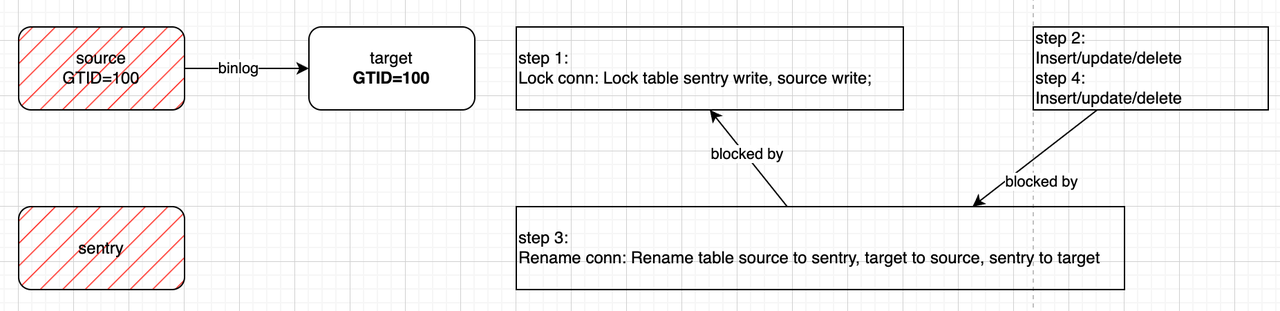 source
GTID=100
binlog
target
GTID=100
step 1:
Lock conn: Lock table sentry write, source write;
step 2:
Insert/update/delete
step 4:
Insert/update/delete
blocked by
blocked by
sentry
step 3:
Rename conn: Rename table source to sentry, target to source, sentry to target